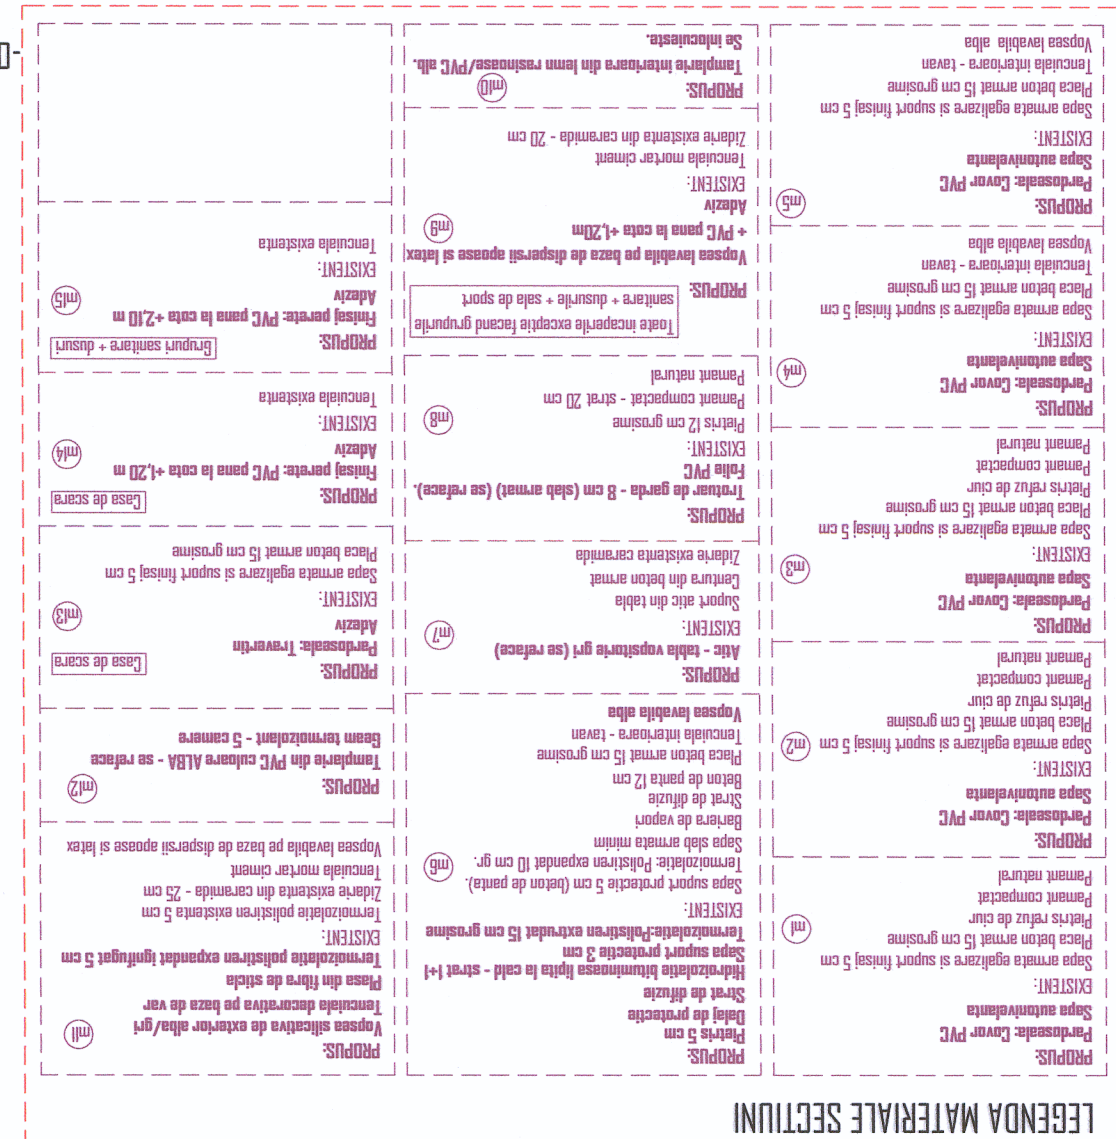 LEGENDA MATERIALE SECTIUNI
PROPUS:
Pardoseala: Covor PVC
Sapa autonivelanta
EXISTENT:
Sapa armata egalizare si suport finisaj 5 cm
Placa beton armat 15 cm grosime
m1
Pietris refuz de ciur
Pamant compactat
Pamant natural
PROPUS:
Pardoseala: Covor PVC
Sapa autonivelanta
EXISTENT:
Sapa armata egalizare si suport finisaj 5 cm m2
Placa beton armat 15 cm grosime
Pietris refuz de ciur
Pamant compactat
Pamant natural
PROPUS:
Pardoseala: Covor PVC
Sapa autonivelanta
m3
EXISTENT:
Sapa armata egalizare si suport finisaj 5 cm
Placa beton armat 15 cm grosime
Pietris refuz de ciur
Pamant compactat
Pamant natural
PROPUS:
Pardoseala: Covor PVC
m4
Sapa autonivelanta
EXISTENT:
Sapa armata egalizare si suport finisaj 5 cm
Placa beton armat 15 cm grosime
Tencuiala interioara - tavan
Vopsea lavabila alba
PROPUS: m5
Pardoseala: Covor PVC
Sapa autonivelanta
EXISTENT:
Sapa armata egalizare si suport finisaj 5 cm
Placa beton armat 15 cm grosime
Tencuiala interioara - tavan
Vopsea lavabila alba
PROPUS:
Pietris 5 cm
Dalaj de protectie
Strat de difuzie
Hidroizolatie bituminoasa lipita la cald - strat 1+1
Sapa suport protectie 3 cm
Termoizolatie:Polistiren extrudat 15 cm grosime
EXISTENT:
Sapa suport protectie 5 cm (beton de panta).
Termoizolatie: Polistiren expandat 10 cm gr. m6
Sapa slab armata minim
Bariera de vapori
Strat de difuzie
Beton de panta 12 cm
Placa beton armat 15 cm grosime
Tencuiala interioara - tavan
Vopsea lavabila alba
PROPUS:
Atic - tabla vopsitorie gri (se reface)
EXISTENT: m7
Suport atic din tabla
Centura din beton armat
Zidarie existenta caramida
PROPUS:
Trotuar de garda - 8 cm (slab armat) (se reface).
Folie PVC
EXISTENT:
Pietris 12 cm grosime m8
Pamant compactat - strat 20 cm
Pamant natural
Toate incaperile exceptie facand grupurile
sanitare + dusurile + sala de sport
PROPUS:
Vopsea lavabila pe baza de dispersii apoase si latex
+ PVC pana la cota +1,20m m9
Adeziv
EXISTENT:
Tencuiala mortar ciment
Zidarie existenta din caramida - 20 cm
PROPUS: m10
Tamplarie interioara din lemn rasinoase/PVC alb.
Se inlocuieste.
PROPUS:
Vopsea silicativa de exterior alba/gri m11
Tencuiala decorativa pe baza de var
Plasa din fibra de sticla
Termoizolatie polstiren expandat ignifugat 5 cm
EXISTENT:
Termoizolatie polistiren existenta 5 cm
Zidarie existenta din caramida - 25 cm
Tencuiala mortar ciment
Vopsea lavabila pe baza de dispersii apoase si latex
PROPUS: m12
Tamplarie din PVC culoare ALBA - se reface
Geam termoizolant - 5 camere
PROPUS: Casa de scara
Pardoseala: Travertin
Adeziv
m13
EXISTENT:
Sapa armata egalizare si suport finisaj 5 cm
Placa beton armat 15 cm grosime
PROPUS: Casa de scara
Finisaj perete: PVC pana la cota +1,20 m
Adeziv m14
EXISTENT:
Tencuiala existenta
PROPUS: Grupuri sanitare + dusuri
Finisaj perete: PVC pana la cota +2,10 m
Adeziv m15
EXISTENT:
Tencuiala existenta